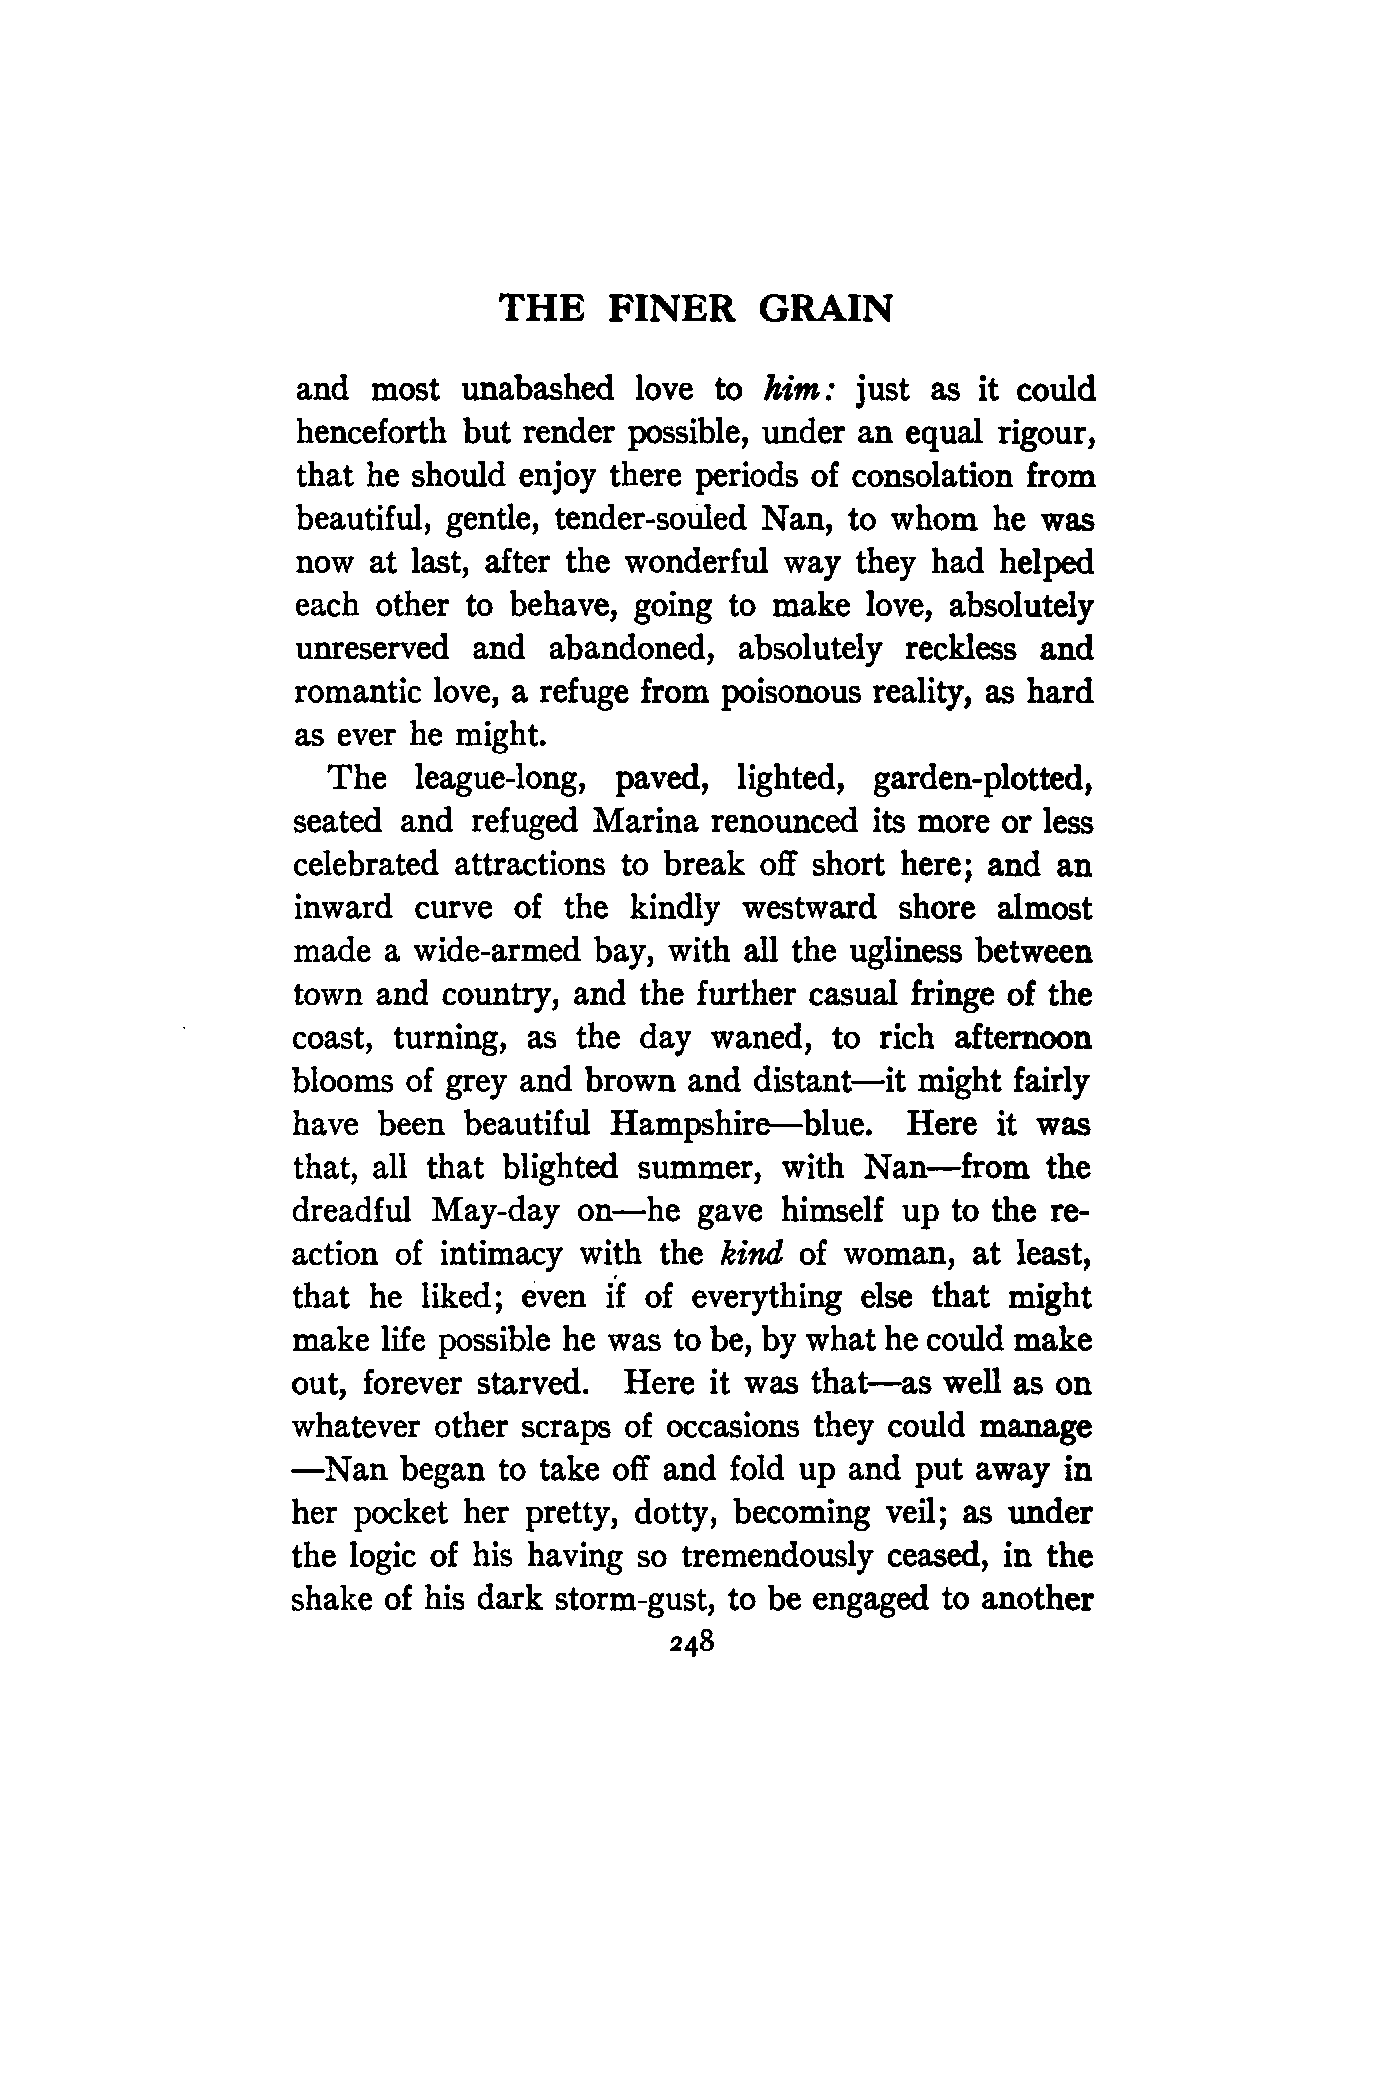 THE FINER GRAIN
and most unabashed love to him: just as it could
henceforth but render possible, under an equal rigour,
that he should enjoy there periods of consolation from
beautiful, gentle, tender-souled Nan, to whom he was
now at last, after the wonderful way they had helped
each other to behave, going to make love, absolutely
unreserved and abandoned, absolutely reckless and
romantic love, a refuge from poisonous reality, as hard
as ever he might.
The league-long, paved, lighted, garden-plotted,
seated and refuged Marina renounced its more or less
celebrated attractions to break off short here; and an
inward curve of the kindly westward shore almost
made a wide-armed bay, with all the ugliness between
town and country, and the further casual fringe of the
coast, turning, as the day waned, to rich afternoon
blooms of grey and brown and distant—it might fairly
have been beautiful Hampshire—blue. Here it was
that, all that blighted summer, with Nan—from the
dreadful May-day on—he gave himself up to the re-
action of intimacy with the kind of woman, at least,
that he liked; even if of everything else that might
make life possible he was to be, by what he could make
out, forever starved. Here it was that—as well as on
whatever other scraps of occasions they could manage
—Nan began to take off and fold up and put away in
her pocket her pretty, dotty, becoming veil; as under
the logic of his having so tremendously ceased, in the
shake of his dark storm-gust, to be engaged to another
248